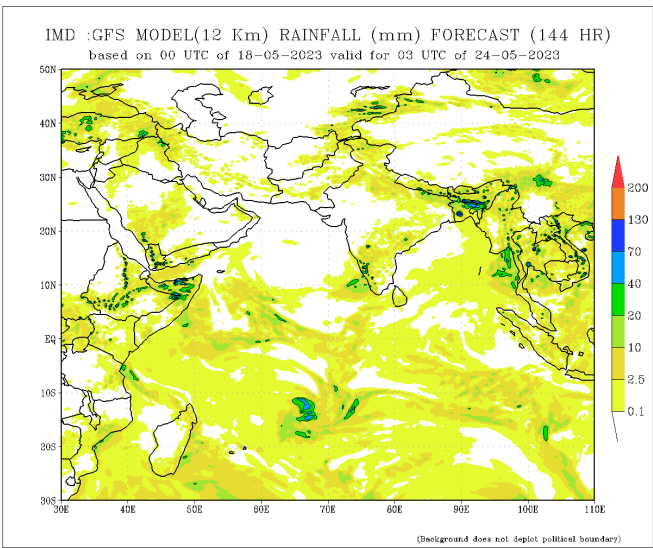 IMD :GFS MODEL(12 Km) RAINFALL (mm) FORECAST (144 HR)
based on 00 UTC of 18-05-2023 valid for 03 UTC of 24-05-2023
50N
40N
30N
20N
10N
EQ
10S
20S
30S
30E 40E 50E 60E 70E 80E 90E 100E 110E
200
130
70
40
20
10
2.5
0.1
(Background does not depict political boundary)